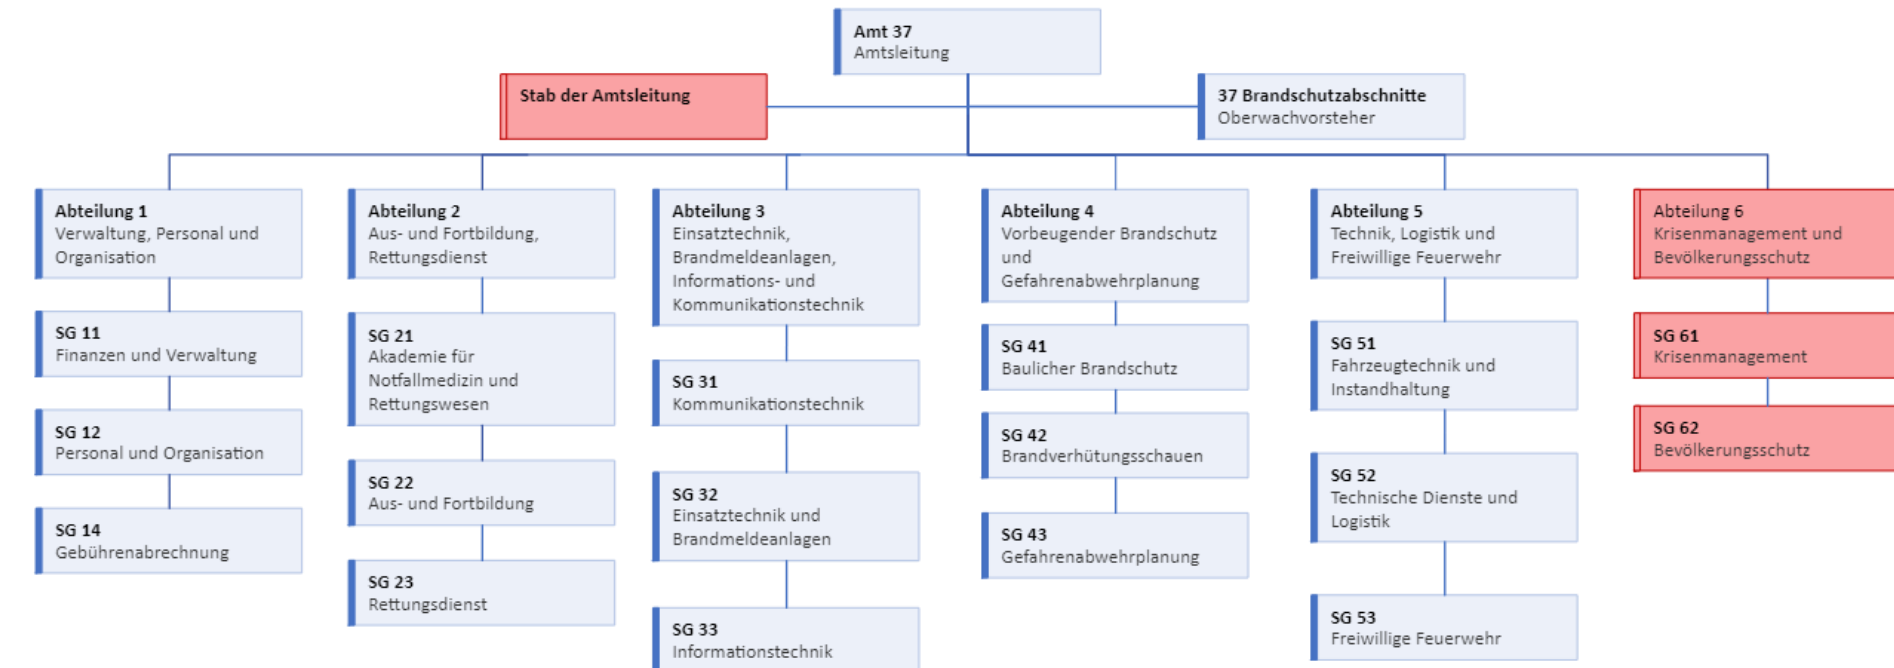 Amt 37
Amtsleitung
Stab der Amtsleitung
37 Brandschutzabschnitte
Oberwachvorsteher
Abteilung 1
Verwaltung, Personal und
Organisation
SG 11
Finanzen und Verwaltung
SG 12
Personal und Organisation
SG 14
Gebührenabrechnung
Abteilung 2
Aus- und Fortbildung,
Rettungsdienst
SG 21
Akademie für
Notfallmedizin und
Rettungswesen
SG 22
Aus- und Fortbildung
SG 23
Rettungsdienst
Abteilung 3
Einsatztechnik,
Brandmeldeanlagen,
Informations- und
Kommunikationstechnik
SG 31
Kommunikationstechnik
SG 32
Einsatztechnik und
Brandmeldeanlagen
SG 33
Informationstechnik
Abteilung 4
Vorbeugender Brandschutz
und
Gefahrenabwehrplanung
SG 41
Baulicher Brandschutz
SG 42
Brandverhütungsschauen
SG 43
Gefahrenabwehrplanung
Abteilung 5
Technik, Logistik und
Freiwillige Feuerwehr
SG 51
Fahrzeugtechnik und
Instandhaltung
SG 52
Technische Dienste und
Logistik
SG 53
Freiwillige Feuerwehr
Abteilung 6
Krisenmanagement und
Bevölkerungsschutz
SG 61
Krisenmanagement
SG 62
Bevölkerungsschutz